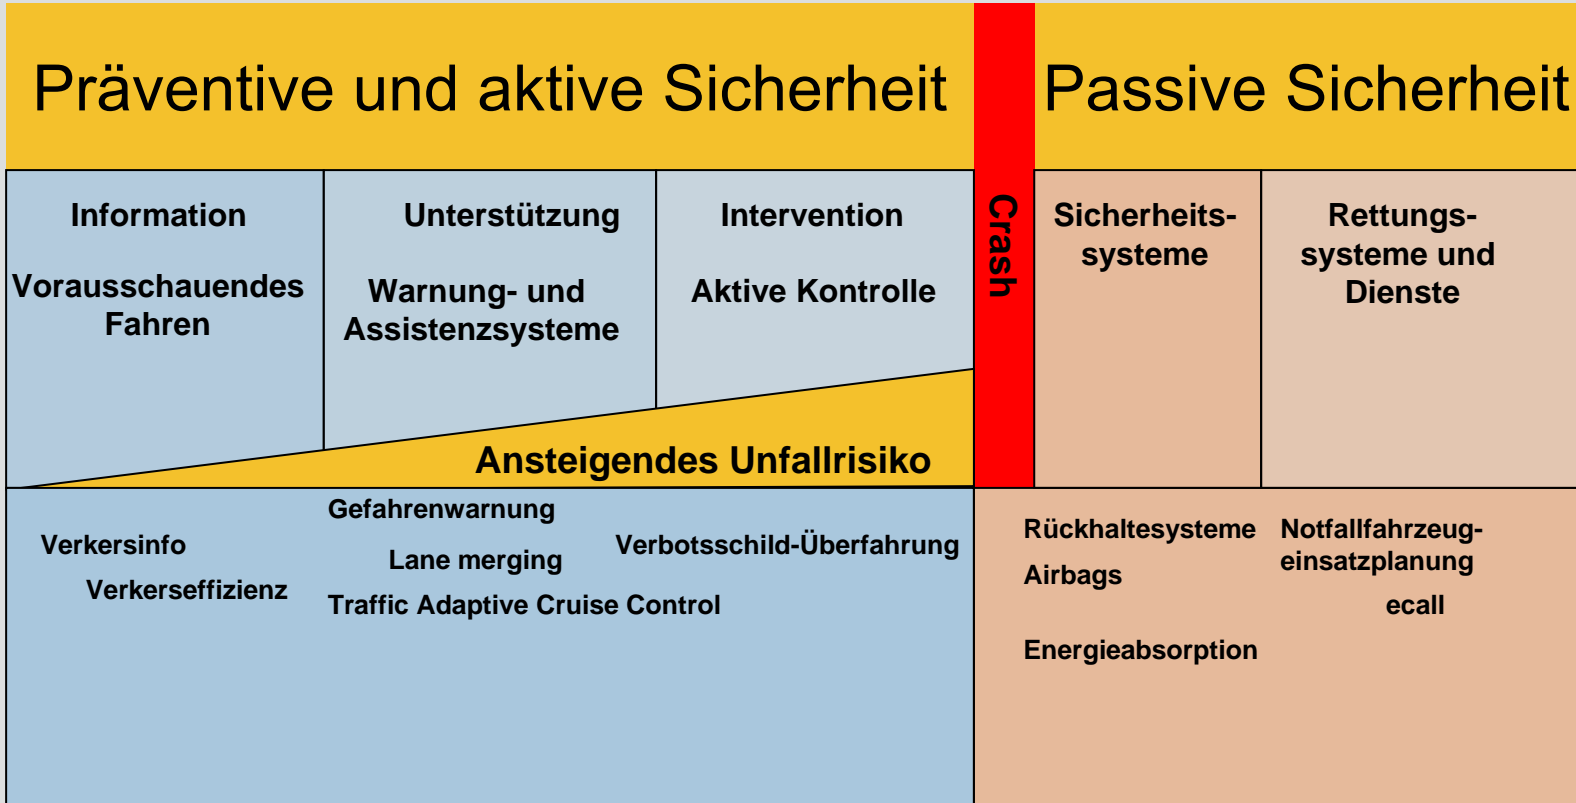 Präventive und aktive Sicherheit
Passive Sicherheit
Information
Vorausschauendes
Fahren
Unterstützung
Warnung- und
Assistenzsysteme
Intervention
Aktive Kontrolle
Crash
Sicherheits-
systeme
Rettungs-
systeme und
Dienste
Ansteigendes Unfallrisiko
Verkersinfo
Verkerseffizienz
Gefahrenwarnung
Lane merging
Traffic Adaptive Cruise Control
Verbotsschild-Überfahrung
Rückhaltesysteme
Airbags
Energieabsorption
Notfallfahrzeug-
einsatzplanung
ecall